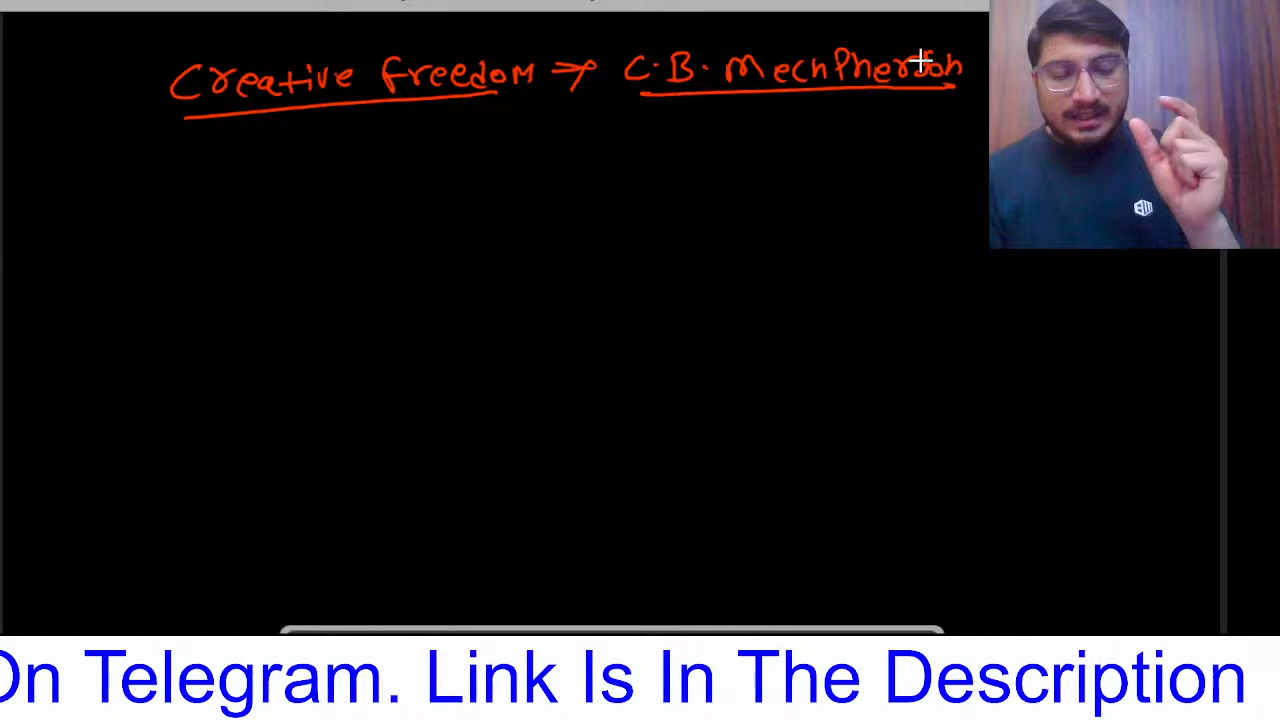 Creative freedom → C.B. MechPherson
On Telegram. Link Is In The Description